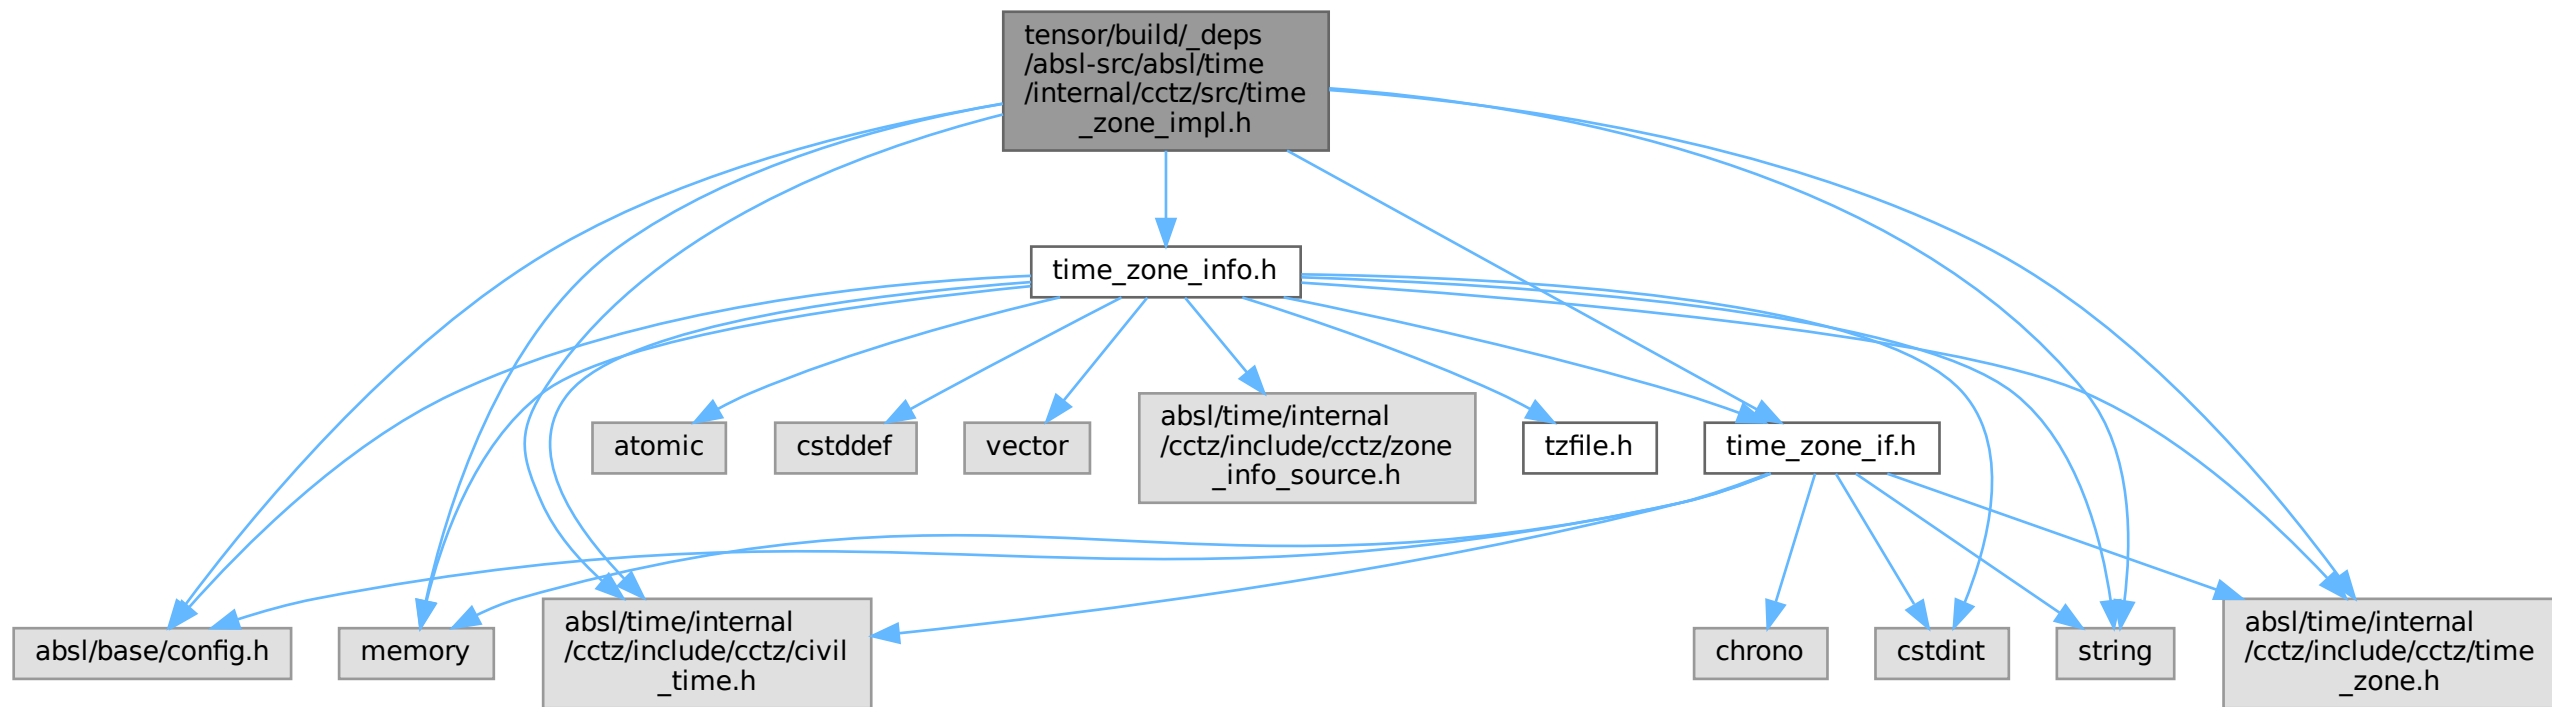 tensor/build/_deps
/absl-src/absl/time
/internal/cctz/src/time
_zone_impl.h
time_zone_info.h
atomic
cstddef
vector
absl/time/internal
/cctz/include/cctz/zone
_info_source.h
tzfile.h
time_zone_if.h
absl/base/config.h
memory
absl/time/internal
/cctz/include/cctz/civil
_time.h
chrono
cstdint
string
absl/time/internal
/cctz/include/cctz/time
_zone.h